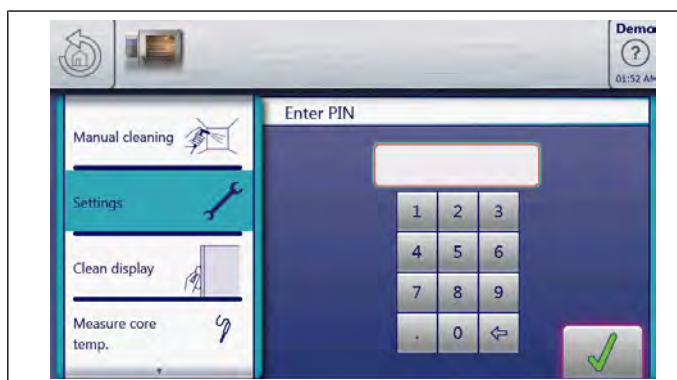 Demo
?
01:52 AM
Enter PIN
Manual cleaning
Settings
Clean display
Measure core
temp.
1 2 3
4 5 6
7 8 9
. 0